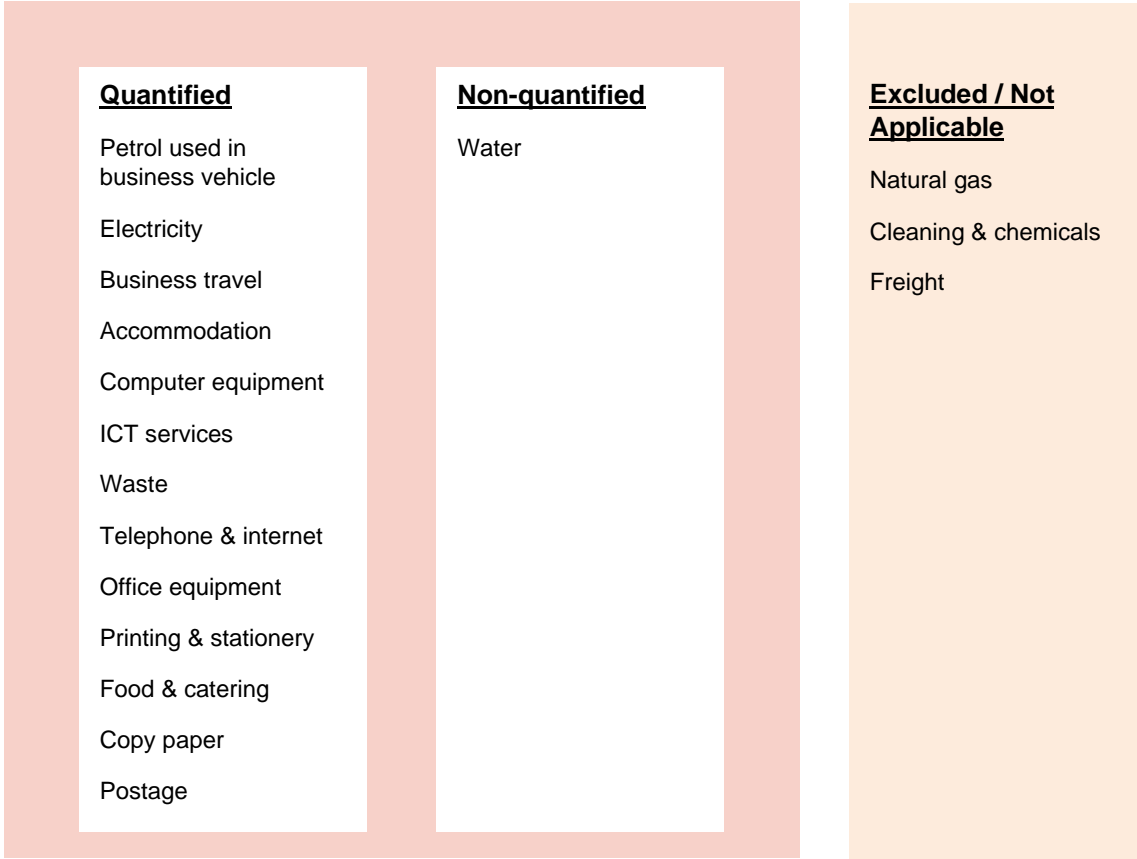 Quantified
Petrol used in
business vehicle
Electricity
Business travel
Accommodation
Computer equipment
ICT services
Waste
Telephone & internet
Office equipment
Printing & stationery
Food & catering
Copy paper
Postage
Non-quantified
Water
Excluded / Not
Applicable
Natural gas
Cleaning & chemicals
Freight